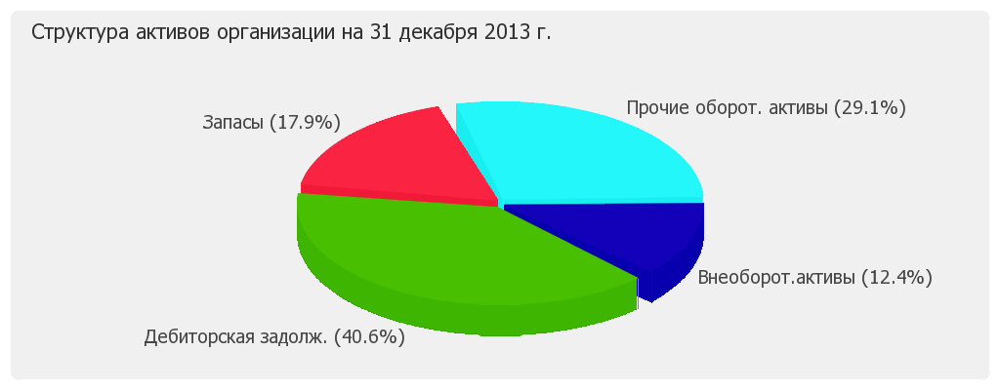 Структура активов организации на 31 декабря 2013 г.
Прочие оборот. активы (29.1%)
Запасы (17.9%)
Внеоборот.активы (12.4%)
Дебиторская задолж. (40.6%)